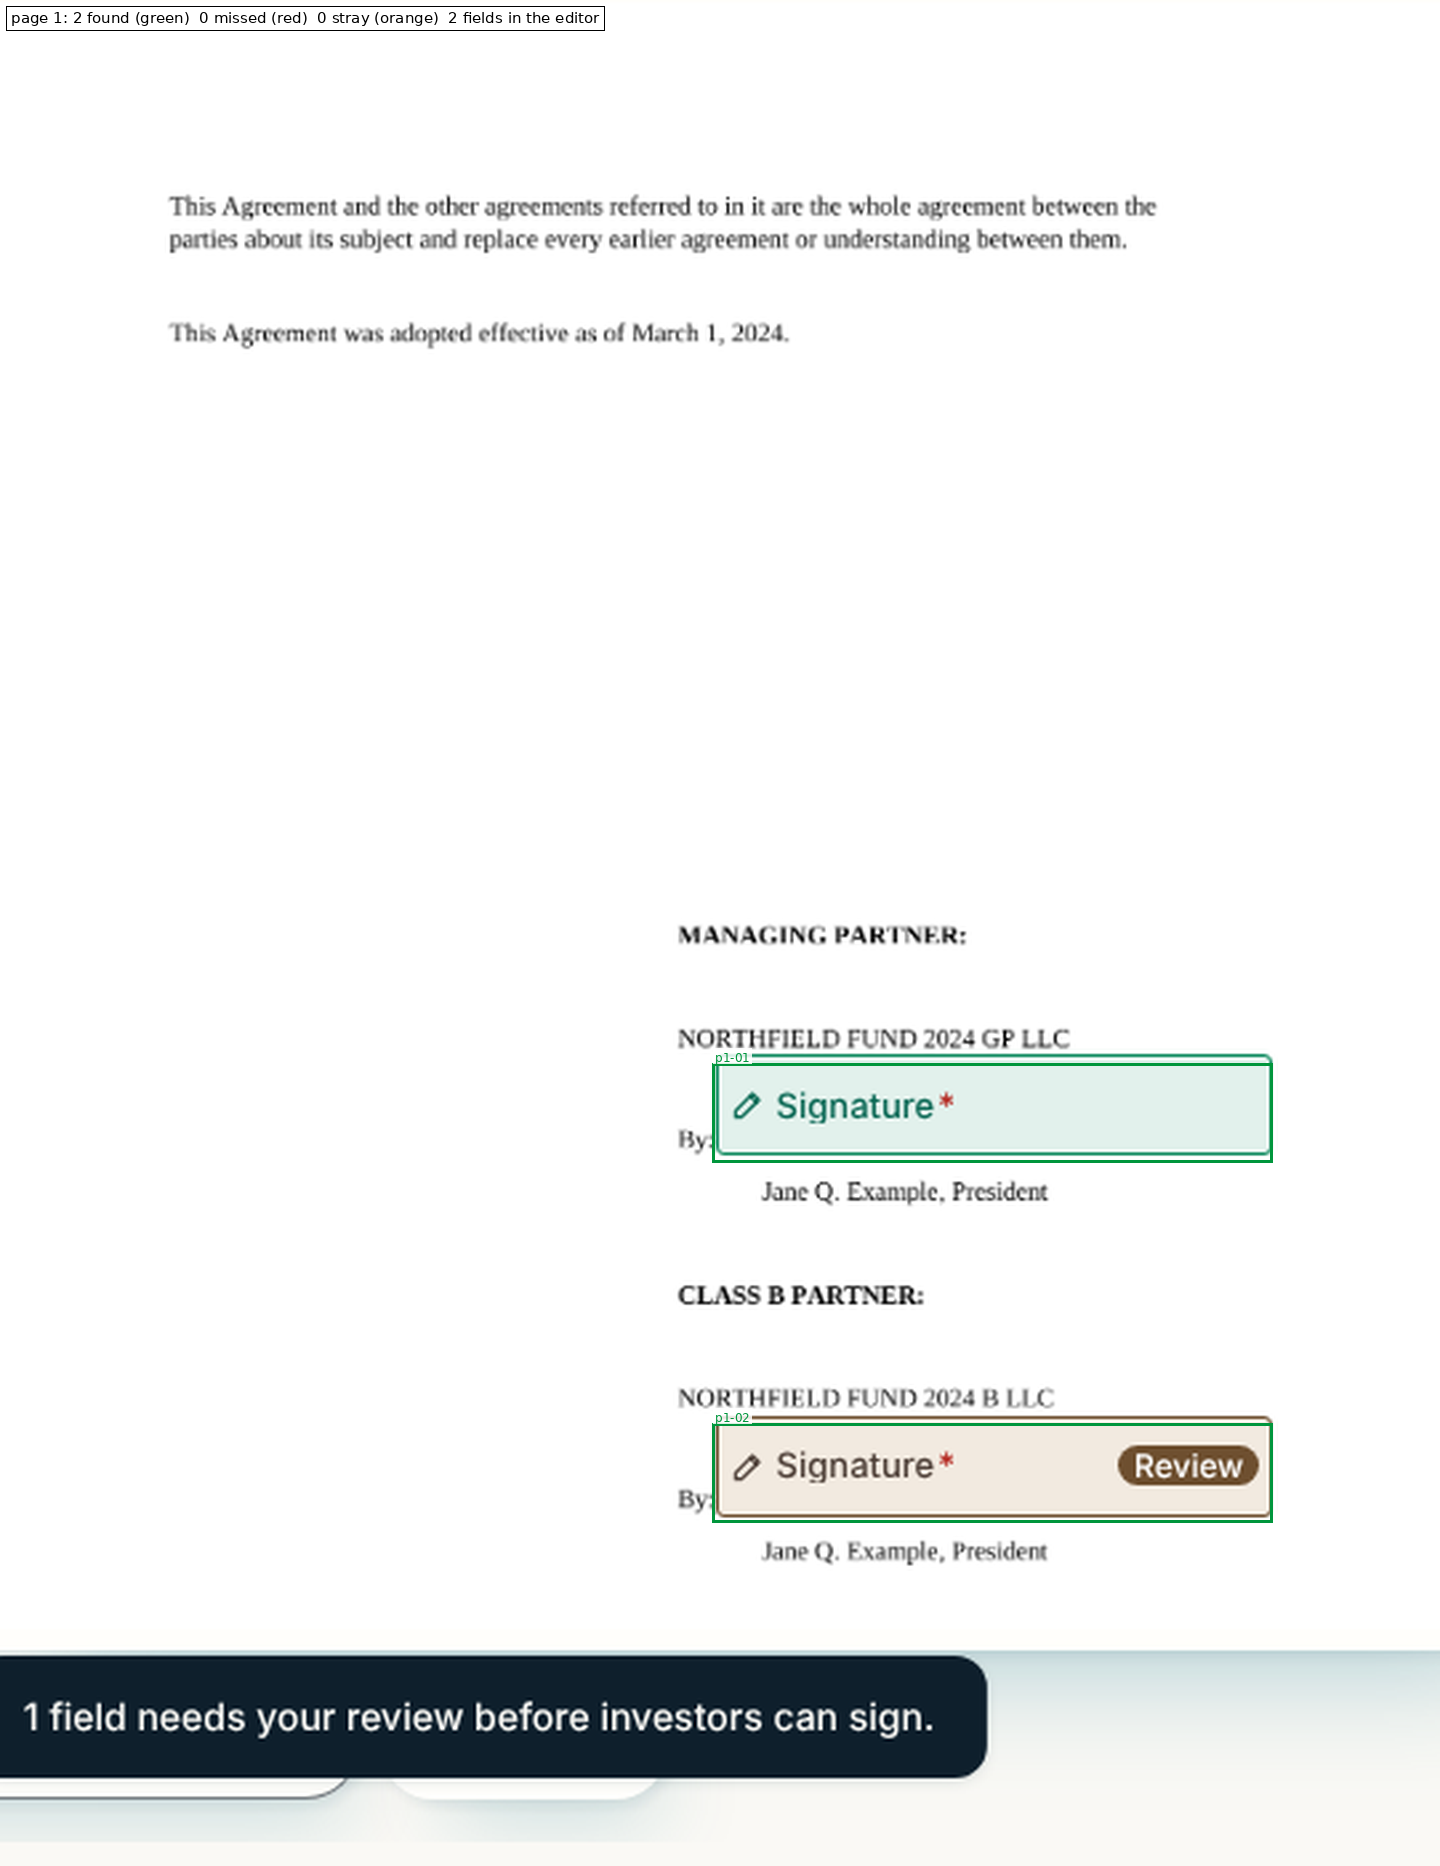 page 1: 2 found (green) 0 missed (red) 0 stray (orange) 2 fields in the editor
This Agreement and the other agreements referred to in it are the whole agreement between the
parties about its subject and replace every earlier agreement or understanding between them.
This Agreement was adopted effective as of March 1, 2024.
MANAGING PARTNER:
NORTHFIELD FUND 2024 GP LLC
p1-01
Signature*
By:
Jane Q. Example, President
CLASS B PARTNER:
NORTHFIELD FUND 2024 B LLC
p1-02
Signature* Review
By:
Jane Q. Example, President
1 field needs your review before investors can sign.